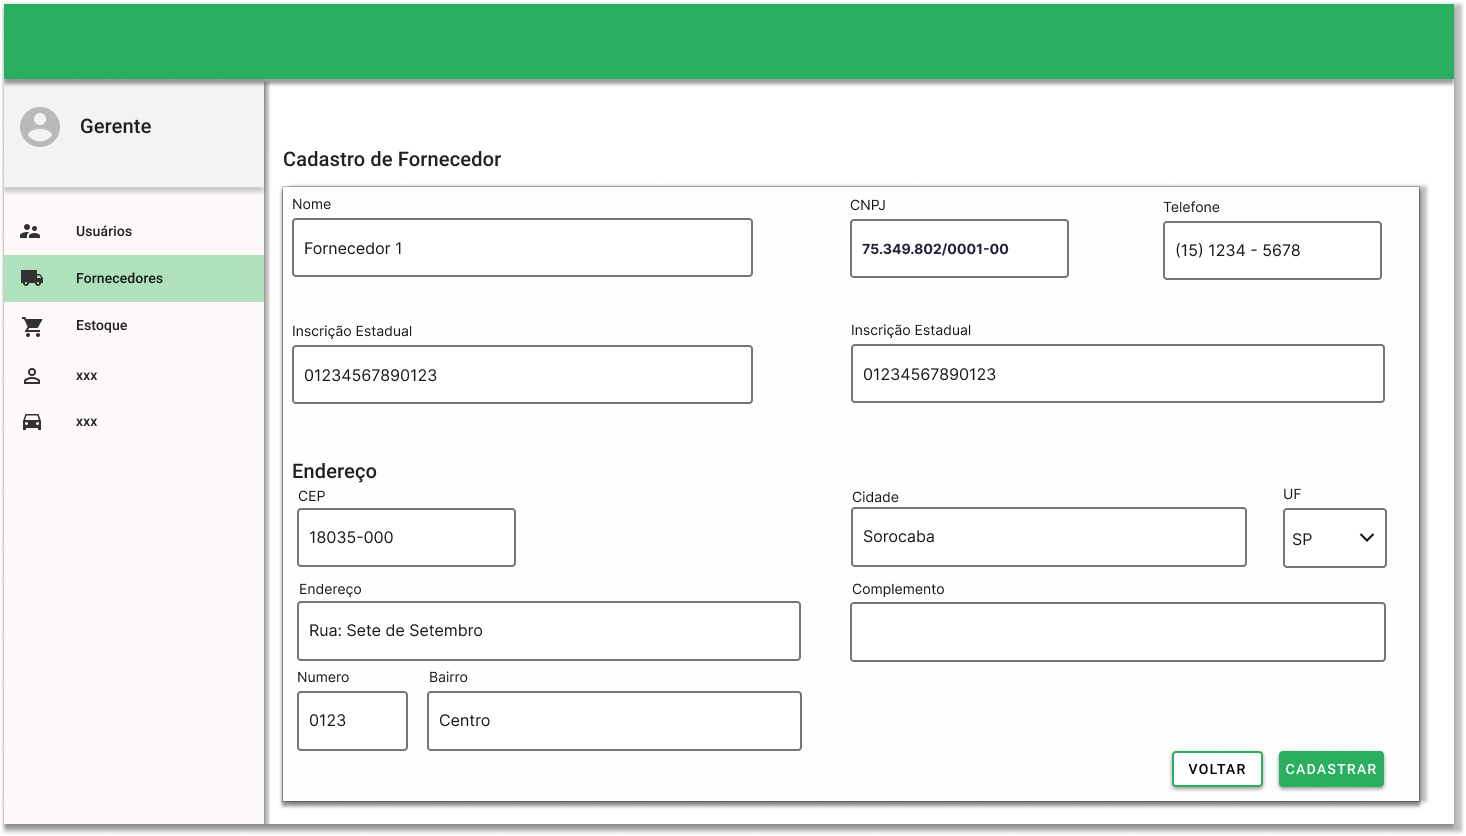 Gerente
Usuários
Fornecedores
Estoque
xxx
xxx
Cadastro de Fornecedor
Nome
CNPJ
Telefone
Fornecedor 1
75.349.802/0001-00
(15) 1234 - 5678
Inscrição Estadual
Inscrição Estadual
01234567890123
01234567890123
Endereço
CEP
Cidade
UF
18035-000
Sorocaba
SP
Endereço
Complemento
Rua: Sete de Setembro
Numero
Bairro
0123
Centro
VOLTAR
CADASTRAR